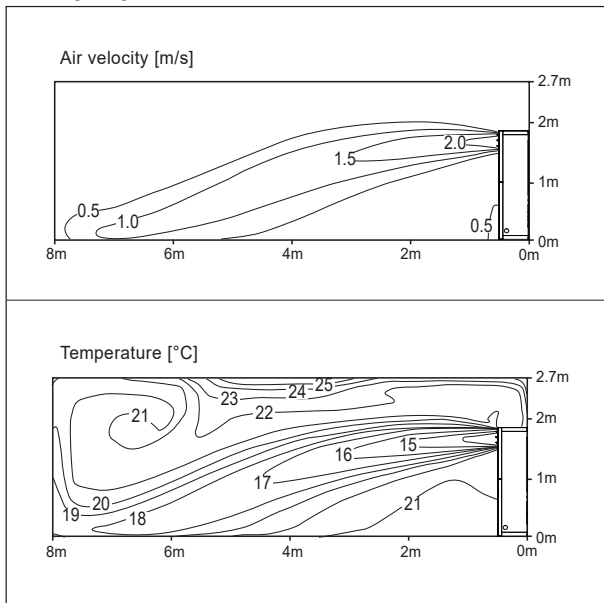 Air velocity [m/s]
2.7m
2m
2.0
1.5
1m
0.5
1.0
0.5
0m
8m 6m 4m 2m 0m
Temperature [°C]
2.7m
25
24
23
22
21
2m
15
16
17
1m
20
21
19
18
0m
8m 6m 4m 2m 0m